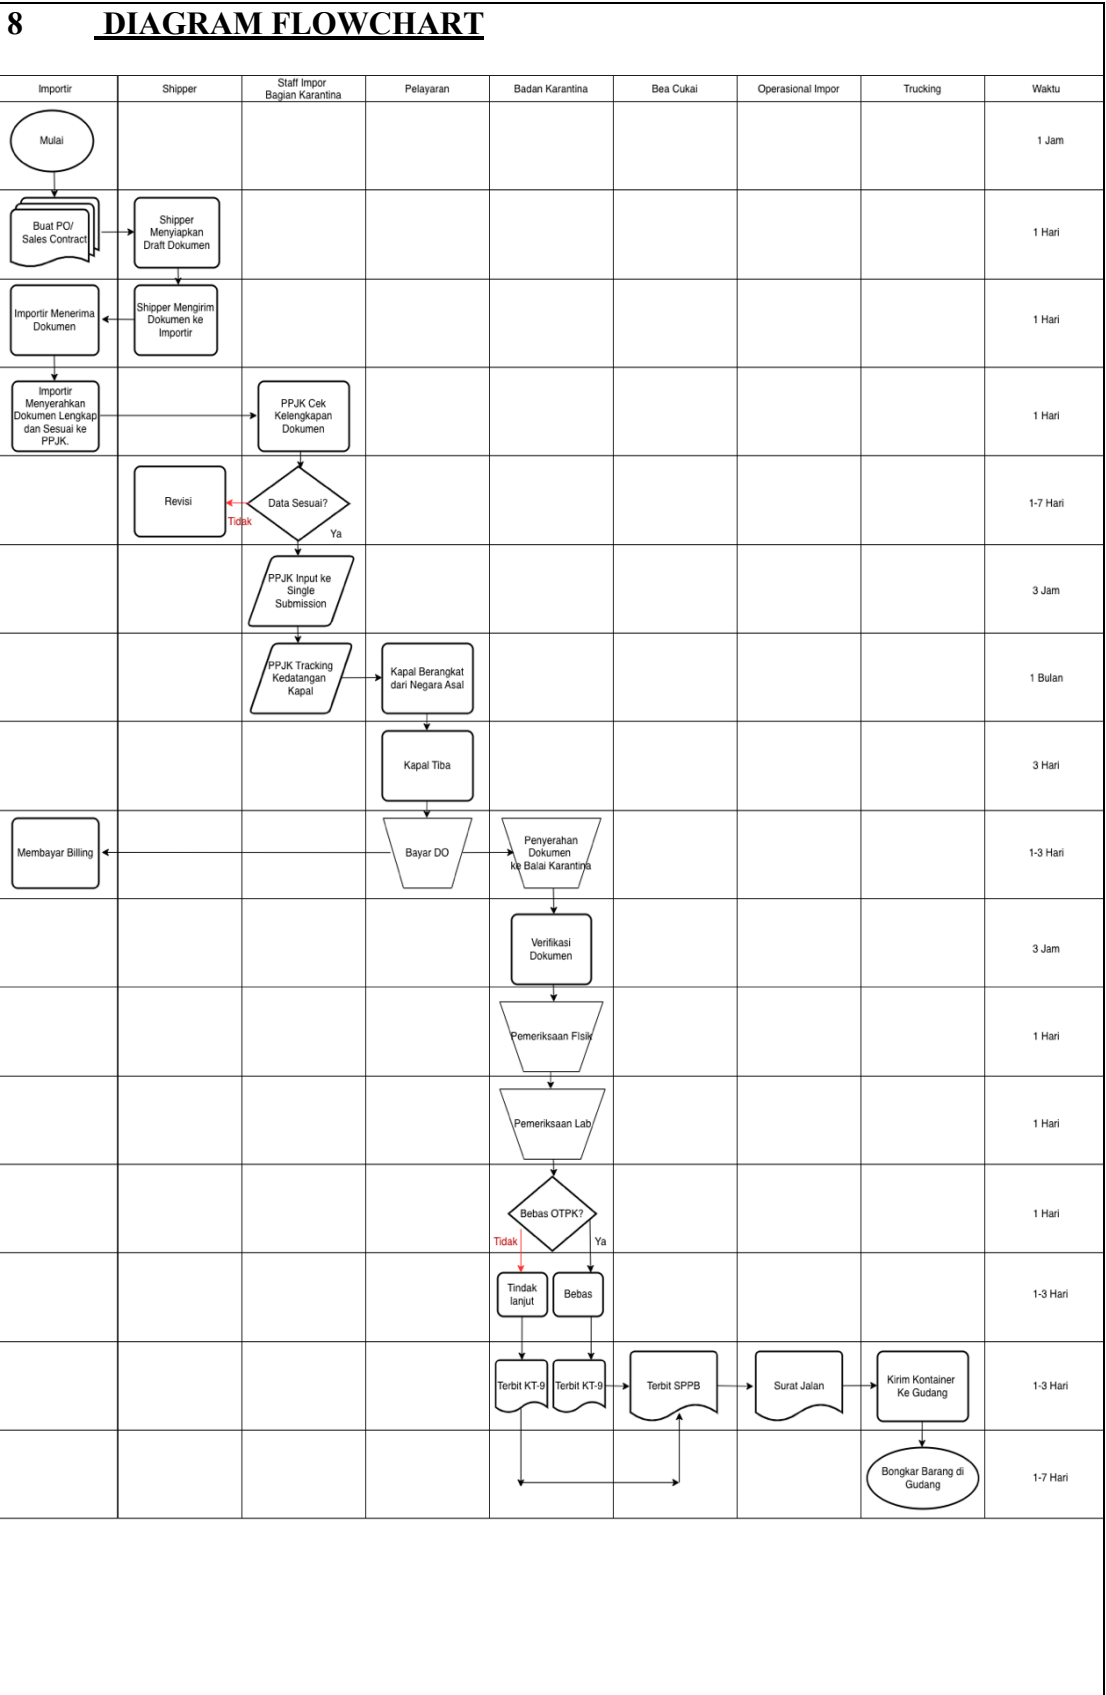 8 DIAGRAM FLOWCHART
Importir
Shipper
Staff Impor
Bagian Karantina
Pelayaran
Badan Karantina
Bea Cukai
Operasional Impor
Trucking
Waktu
Mulai
1 Jam
Buat PO/
Sales Contract
Shipper
Menyiapkan
Draft Dokumen
1 Hari
Importir Menerima
Dokumen
Shipper Mengirim
Dokumen ke
Importir
1 Hari
Importir
Menyerahkan
Dokumen Lengkap
dan Sesuai ke
PPJK.
PPJK Cek
Kelengkapan
Dokumen
1 Hari
Revisi
Tidak
Data Sesuai?
Ya
1-7 Hari
PPJK Input ke
Single
Submission
3 Jam
PPJK Tracking
Kedatangan
Kapal
Kapal Berangkat
dari Negara Asal
1 Bulan
Kapal Tiba
3 Hari
Membayar Billing
Bayar DO
Penyerahan
Dokumen
ke Balai Karantina
1-3 Hari
Verifikasi
Dokumen
3 Jam
Pemeriksaan FIsik
1 Hari
Pemeriksaan Lab
1 Hari
Bebas OTPK?
Tidak
Ya
1 Hari
Tindak
lanjut
Bebas
1-3 Hari
Terbit KT-9
Terbit KT-9
Terbit SPPB
Surat Jalan
Kirim Kontainer
Ke Gudang
1-3 Hari
Bongkar Barang di
Gudang
1-7 Hari